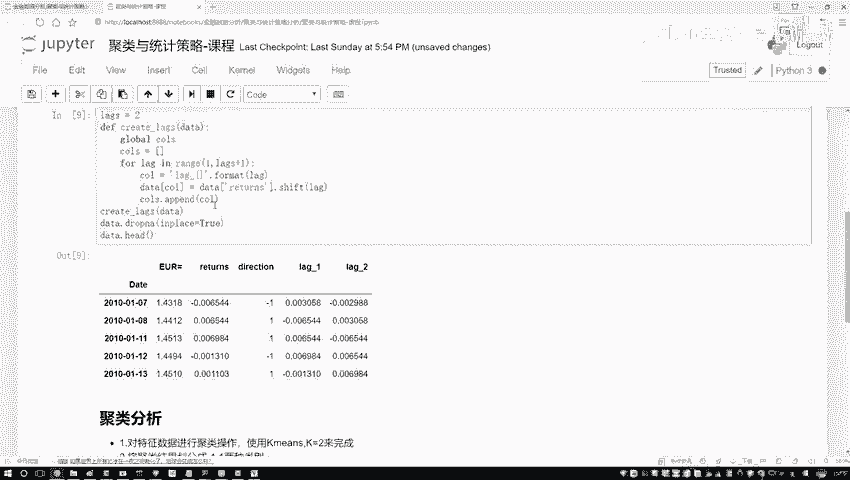 http://localhost:8888/notebooks/
jupyter 聚类与统计策略-课程 Last Checkpoint: Last Sunday at 5:54 PM (unsaved changes)
Logout
File Edit View Insert Cell Kernel Widgets Help
Trusted Python 3
Code
In [9]:
lags = 2
def create_lags(data):
global cols
cols = []
for lag in range(1,lags+1):
col = 'lag_{}'.format(lag)
data[col] = data['returns'].shift(lag)
cols.append(col)
create_lags(data)
data.dropna(inplace=True)
data.head()
Out[9]:
EUR= returns direction lag_1 lag_2
Date
2010-01-07 1.4318 -0.006544 -1 0.003058 -0.002988
2010-01-08 1.4412 0.006544 1 -0.006544 0.003058
2010-01-11 1.4513 0.006984 1 0.006544 -0.006544
2010-01-12 1.4494 -0.001310 -1 0.006984 0.006544
2010-01-13 1.4510 0.001103 1 -0.001310 0.006984
聚类分析
1.对特征数据进行聚类操作，使用Kmeans,K=2来完成